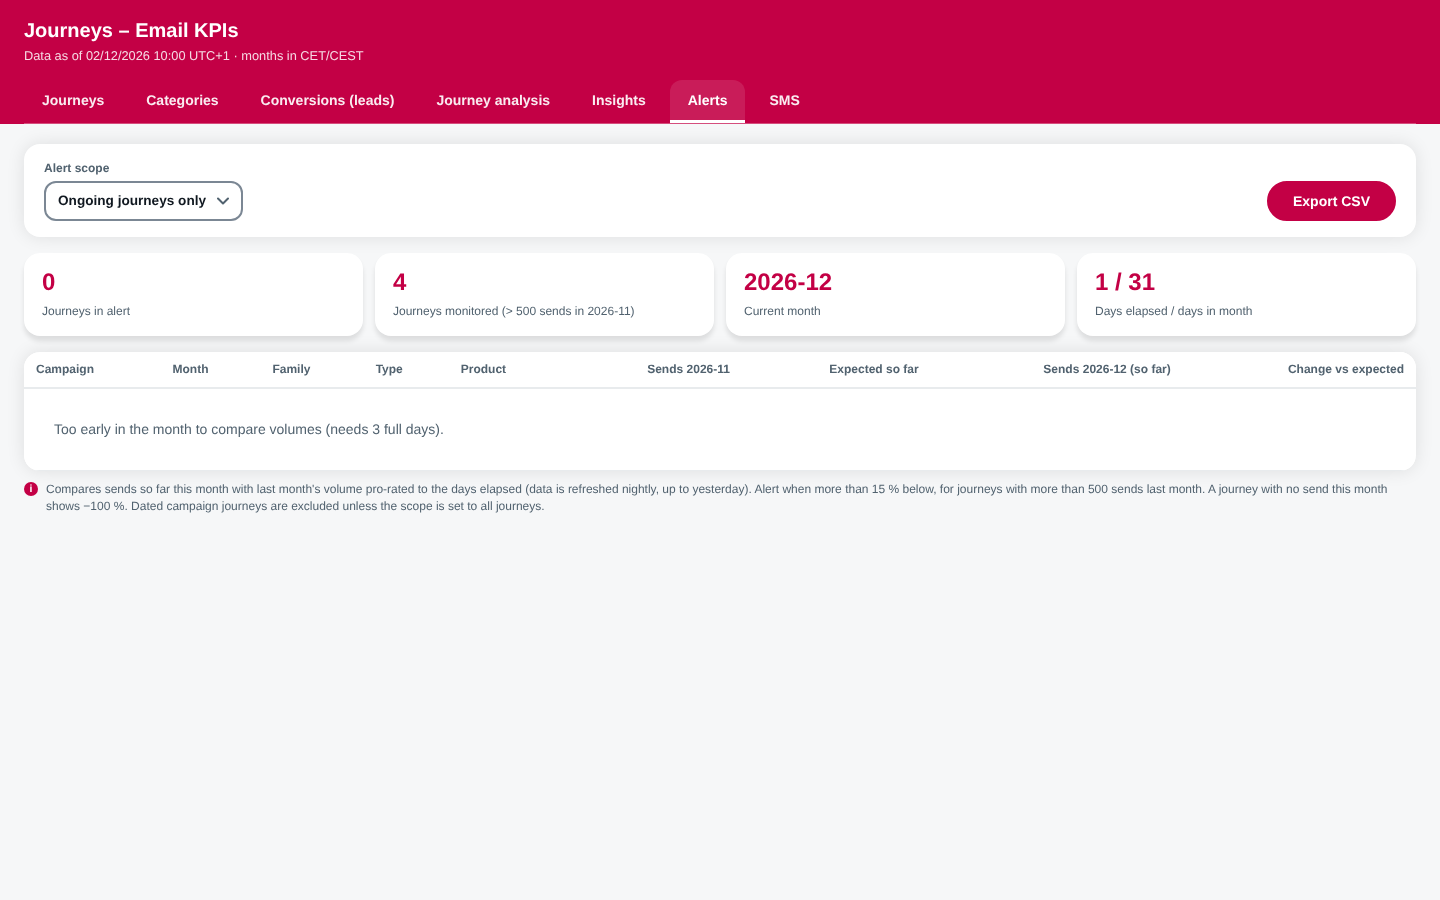 Journeys – Email KPIs
Data as of 02/12/2026 10:00 UTC+1 · months in CET/CEST
Journeys Categories Conversions (leads) Journey analysis Insights Alerts SMS
Alert scope
Ongoing journeys only
Export CSV
0
Journeys in alert
4
Journeys monitored (> 500 sends in 2026-11)
2026-12
Current month
1 / 31
Days elapsed / days in month
Campaign Month Family Type Product Sends 2026-11 Expected so far Sends 2026-12 (so far) Change vs expected
Too early in the month to compare volumes (needs 3 full days).
i Compares sends so far this month with last month's volume pro-rated to the days elapsed (data is refreshed nightly, up to yesterday). Alert when more than 15 % below, for journeys with more than 500 sends last month. A journey with no send this month
shows −100 %. Dated campaign journeys are excluded unless the scope is set to all journeys.